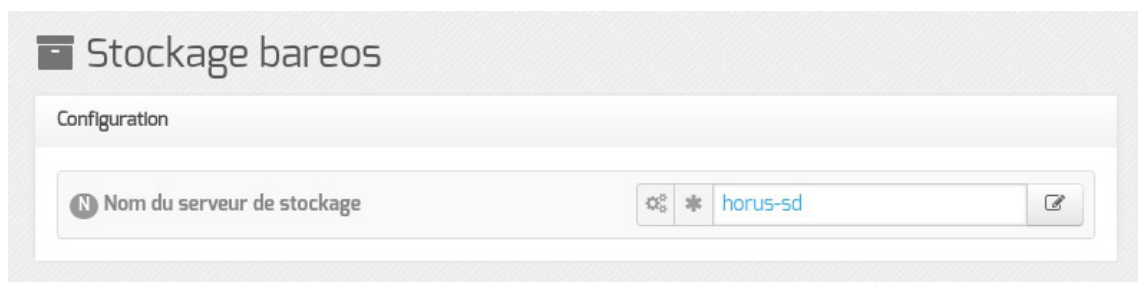 Stockage bareos
Configuration
N Nom du serveur de stockage
horus-sd